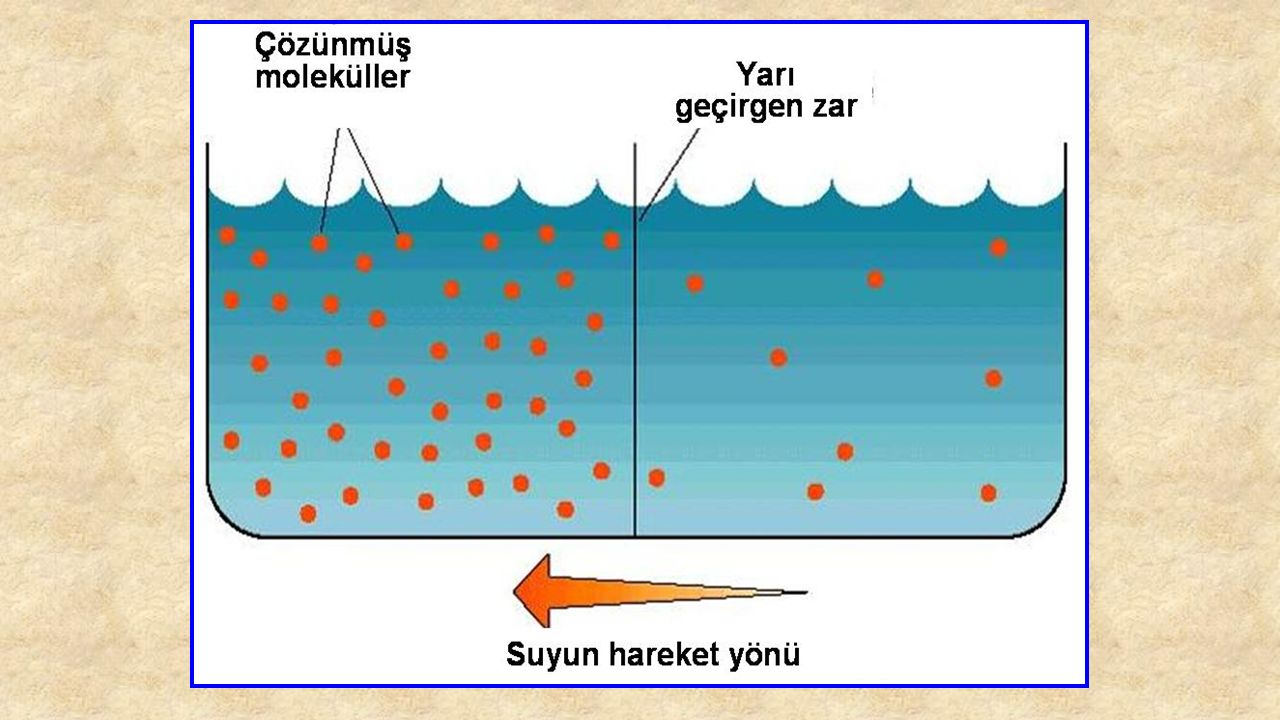 Çözünmüş
moleküller
Yarı
geçirgen zar
Suyun hareket yönü